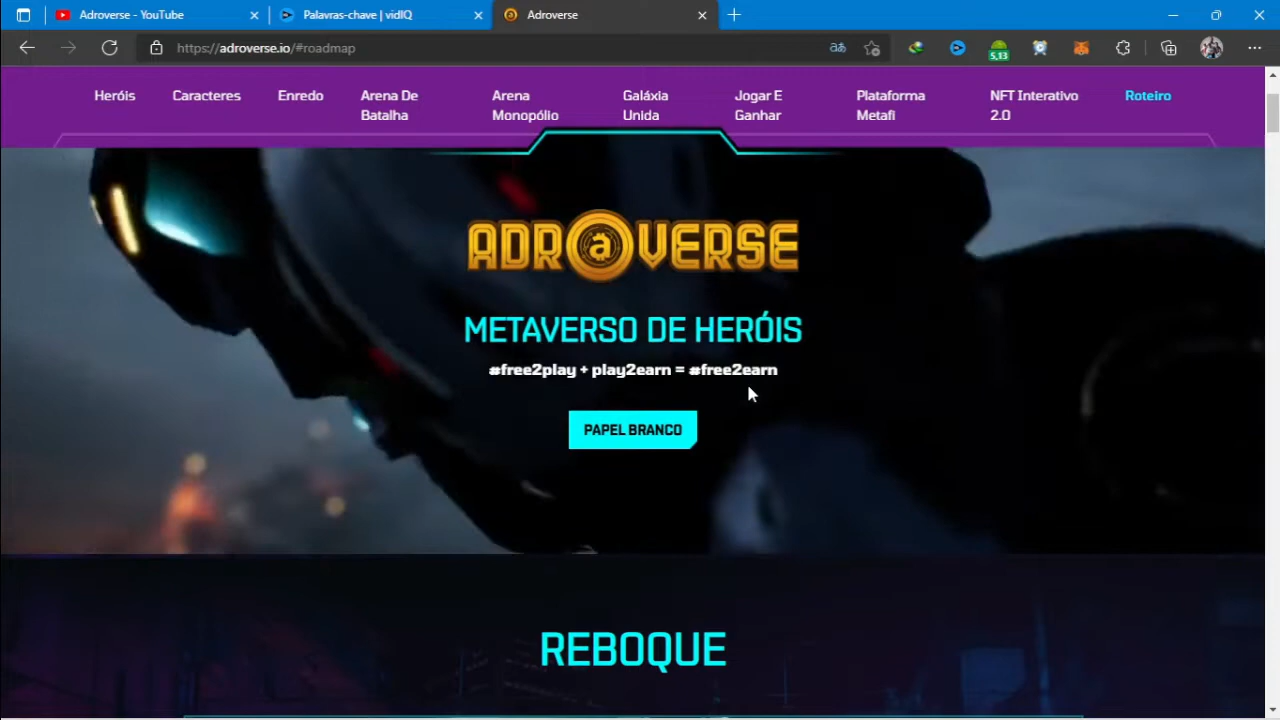 Adroverse - YouTube
Palavras-chave | vidIQ
Adroverse
https://adroverse.io/#roadmap
5,13
Heróis
Caracteres
Enredo
Arena De
Batalha
Arena
Monopólio
Galáxia
Unida
Jogar E
Ganhar
Plataforma
Metafi
NFT Interativo
2.0
Roteiro
ADROVERSE
METAVERSO DE HERÓIS
#free2play + play2earn = #free2earn
PAPEL BRANCO
REBOQUE